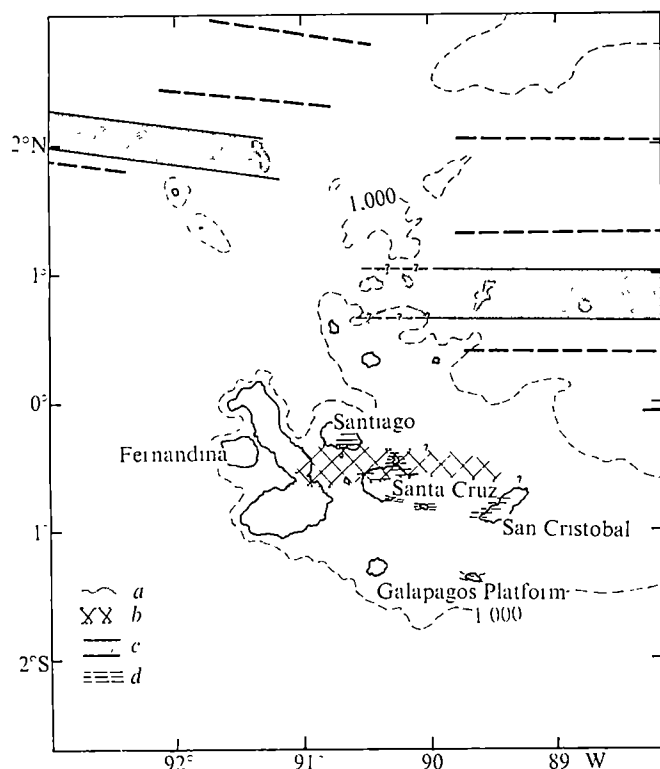 2°N
1.000
1°
0°
Santiago
Fernandina
Santa Cruz
San Cristobal
1°
Galapagos Platform
1 000
a
b
c
d
2°S
92° 91 90 W 89
? ? ?
? ? ?
?
?